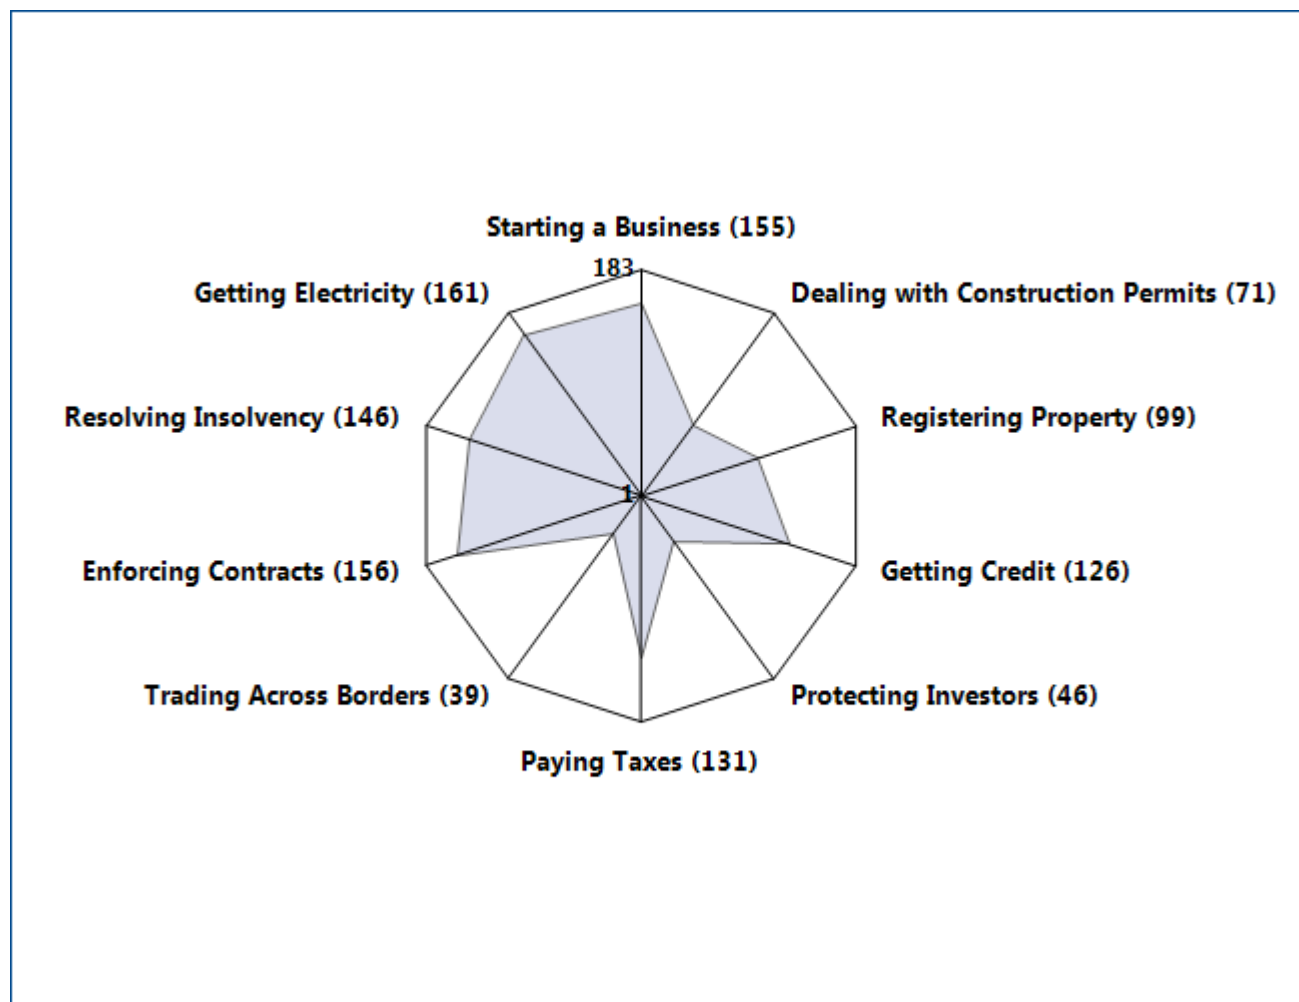 Starting a Business (155)
183
Getting Electricity (161)
Dealing with Construction Permits (71)
Resolving Insolvency (146)
Registering Property (99)
1
Enforcing Contracts (156)
Getting Credit (126)
Trading Across Borders (39)
Protecting Investors (46)
Paying Taxes (131)